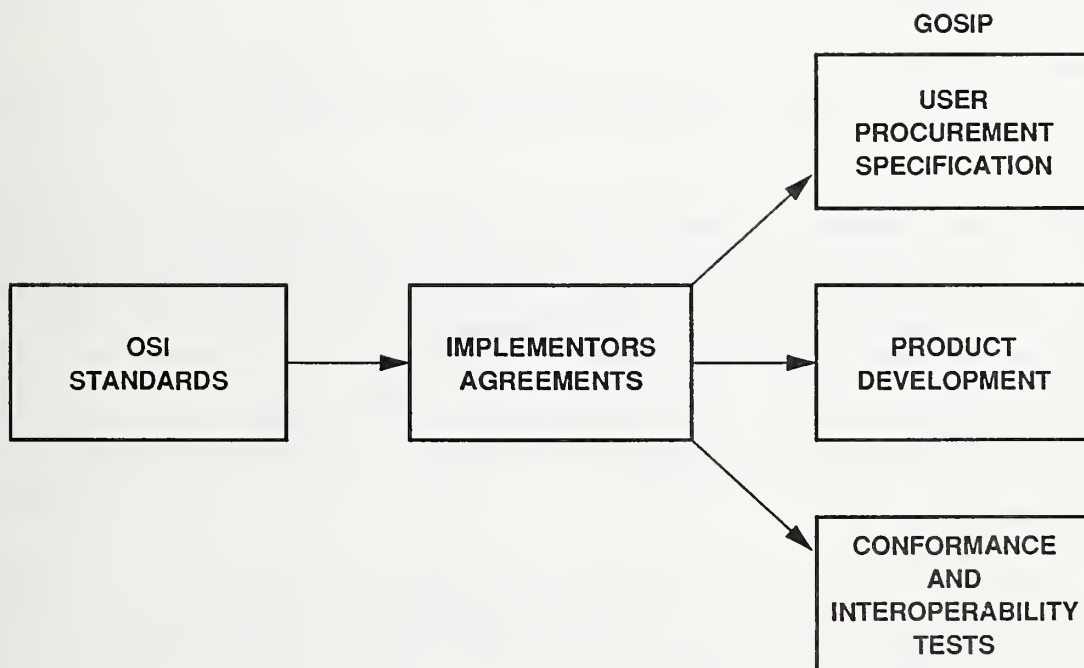 GOSIP
USER
PROCUREMENT
SPECIFICATION
OSI
STANDARDS
IMPLEMENTORS
AGREEMENTS
PRODUCT
DEVELOPMENT
CONFORMANCE
AND
INTEROPERABILITY
TESTS